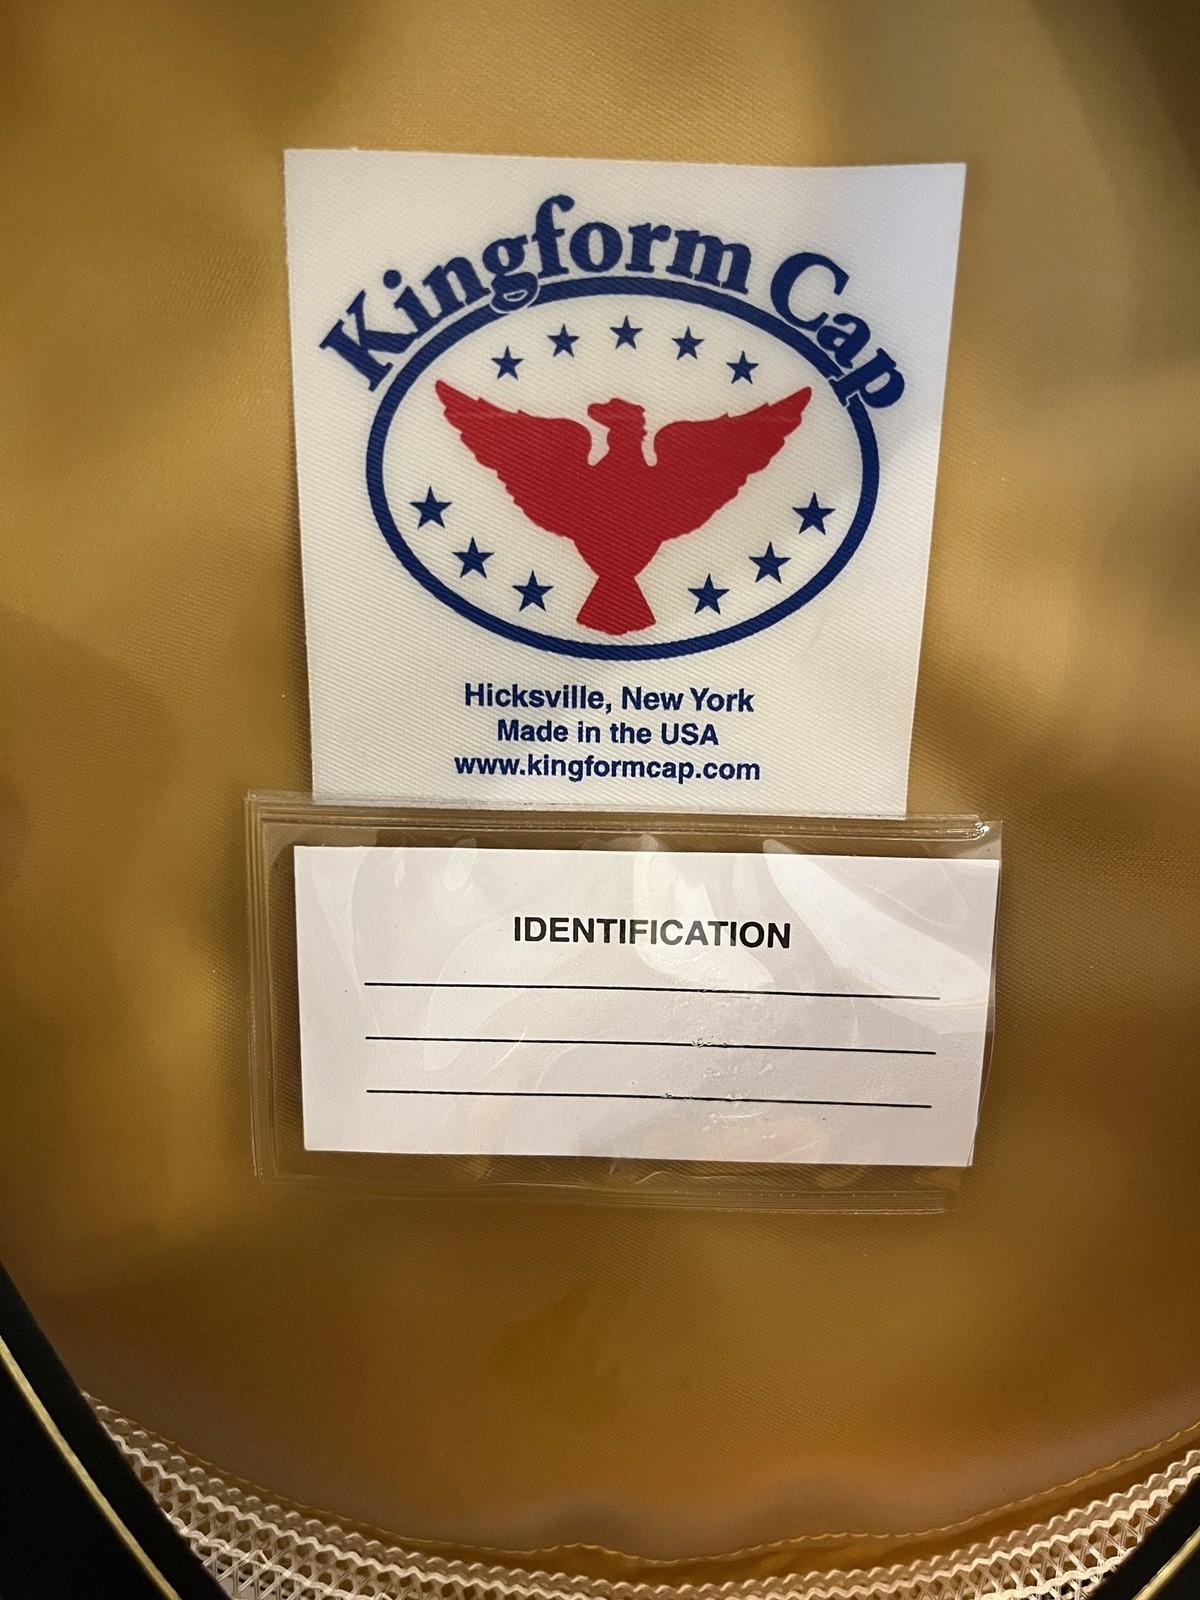 Kingform Cap
Hicksville, New York
Made in the USA
www.kingformcap.com
IDENTIFICATION